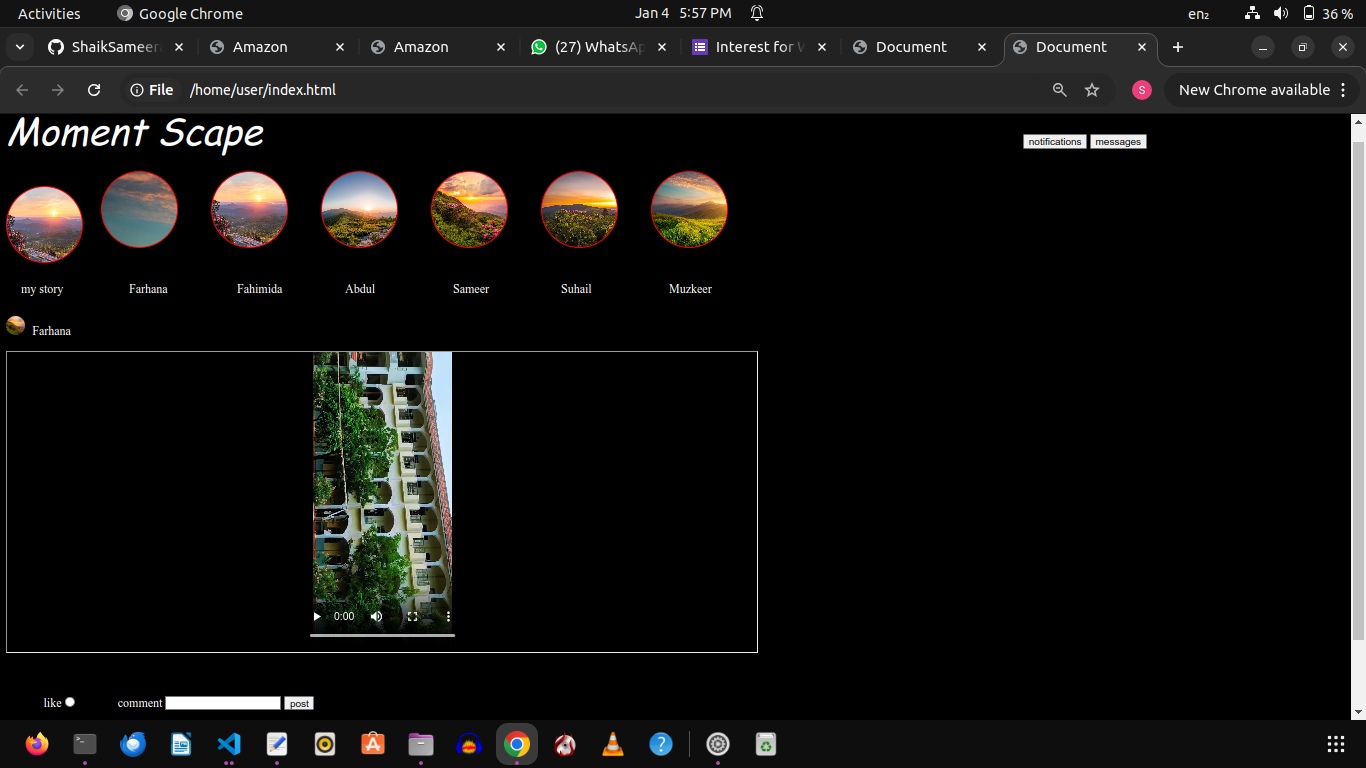 Activities Google Chrome Jan 4 5:57 PM en₂ 36 %
ShaikSameer Amazon Amazon (27) WhatsAp Interest for W Document Document
File /home/user/index.html S New Chrome available
Moment Scape
notifications messages
my story Farhana Fahimida Abdul Sameer Suhail Muzkeer
Farhana
0:00
like comment post